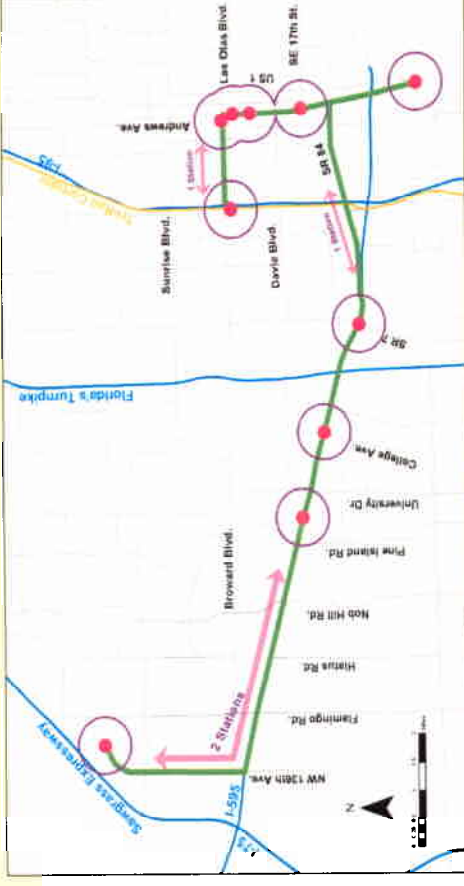 Sawgrass Expressway
I-75
I-595
NW 136th Ave.
2 Stations
Flamingo Rd.
Hiatus Rd.
Nob Hill Rd.
Broward Blvd.
Pine Island Rd.
University Dr
College Ave.
Florida's Turnpike
SR 7
Sunrise Blvd.
Davie Blvd.
1 Station
1 Station
SR 84
I-95
Andrews Ave.
Las Olas Blvd.
US 1
SE 17th St.
N